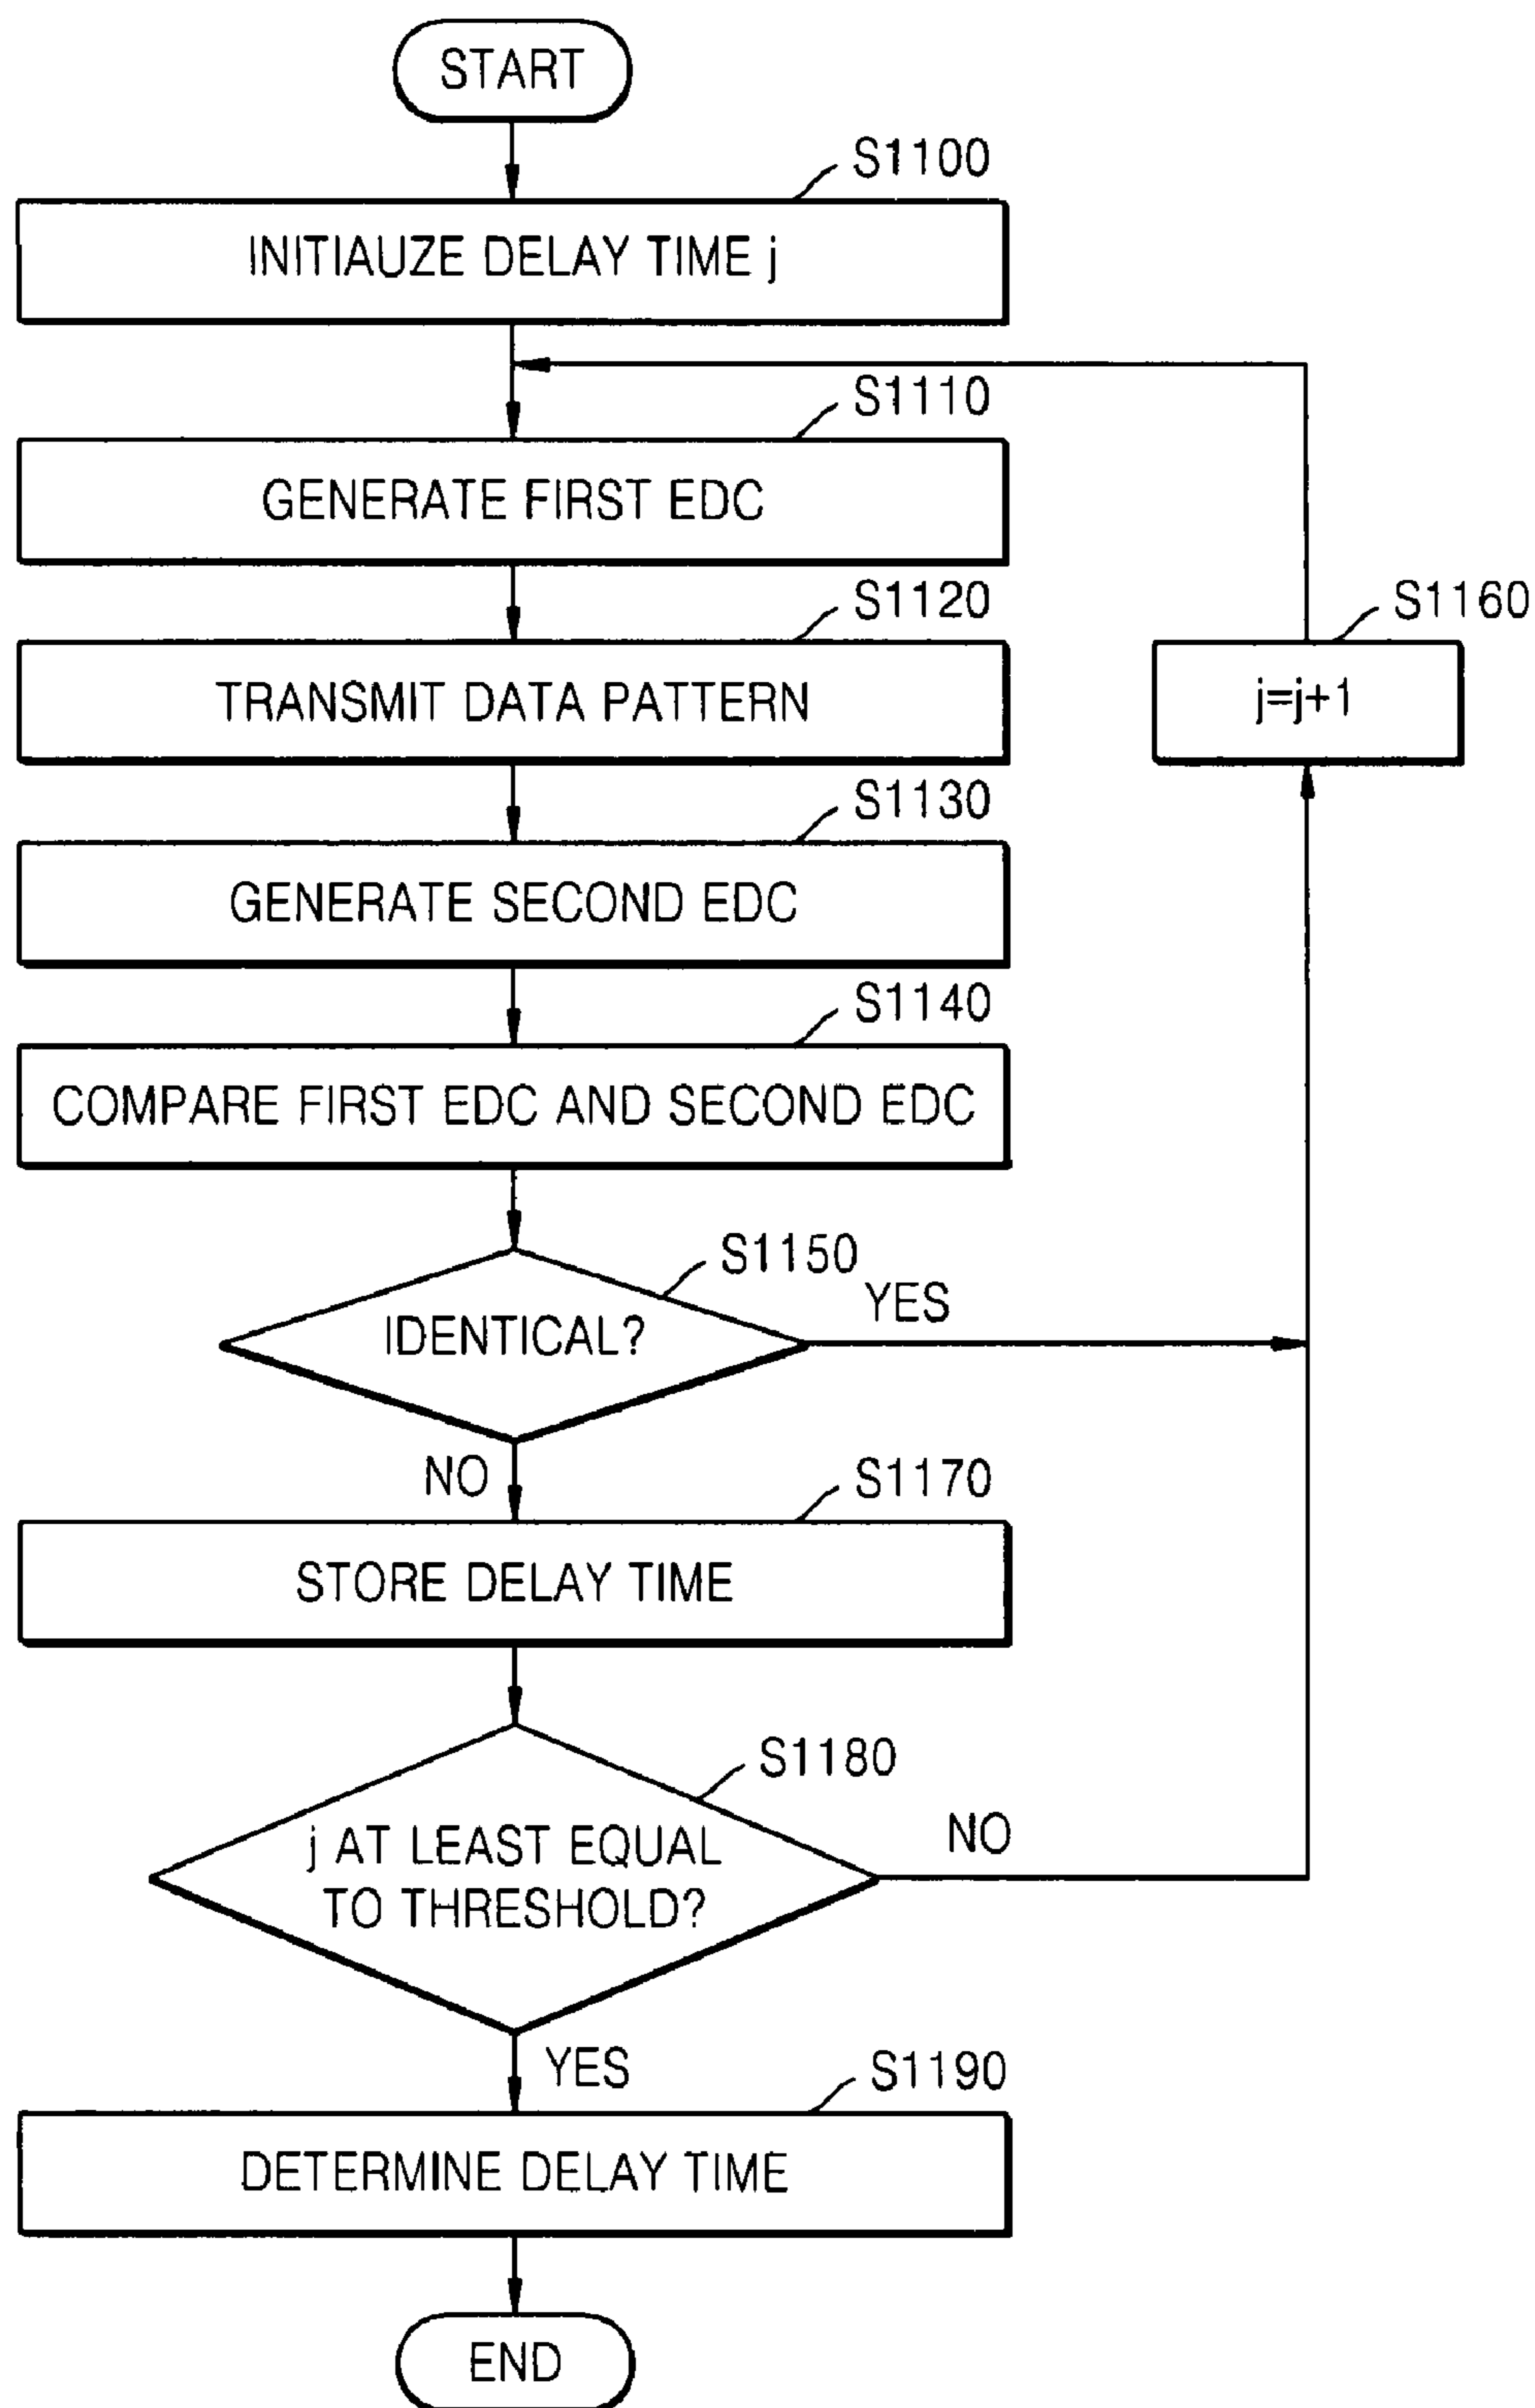 START
S1100
INITIAUZE DELAY TIME j
S1110
GENERATE FIRST EDC
S1120
TRANSMIT DATA PATTERN
S1160
j=j+1
S1130
GENERATE SECOND EDC
S1140
COMPARE FIRST EDC AND SECOND EDC
S1150
IDENTICAL?
YES
NO
S1170
STORE DELAY TIME
S1180
j AT LEAST EQUAL
TO THRESHOLD?
NO
YES
S1190
DETERMINE DELAY TIME
END